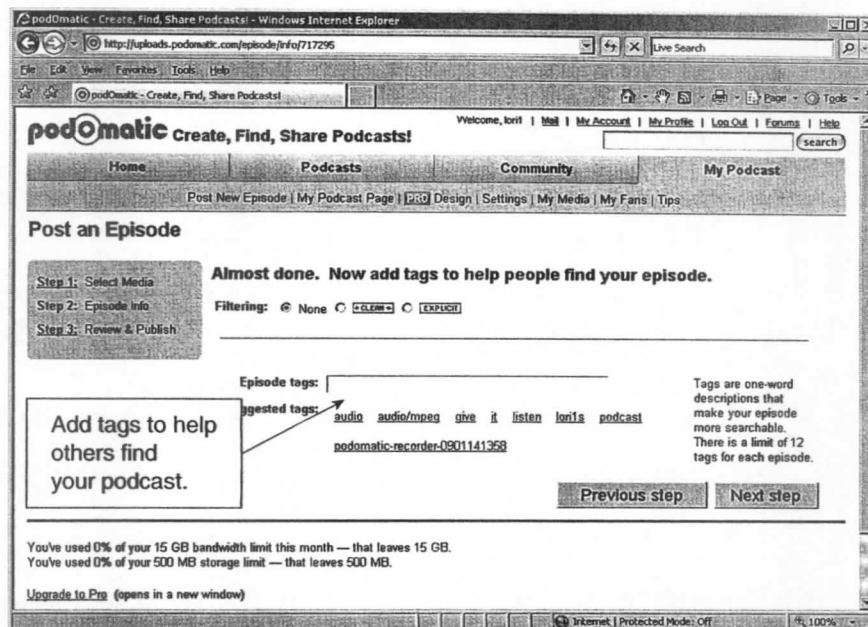 podOmatic - Create, Find, Share Podcasts! - Windows Internet Explorer
http://uploads.podomatic.com/episode/info/717295
Live Search
File Edit View Favorites Tools Help
podOmatic - Create, Find, Share Podcasts!
Page Tools
Welcome, lori1 | Mail | My Account | My Profile | Log Out | Forums | Help
podOmatic Create, Find, Share Podcasts!
search
Home Podcasts Community My Podcast
Post New Episode | My Podcast Page | PRO Design | Settings | My Media | My Fans | Tips
Post an Episode
Step 1: Select Media
Step 2: Episode Info
Step 3: Review & Publish
Almost done. Now add tags to help people find your episode.
Filtering: None CLEAN EXPLICIT
Episode tags:
ggested tags: audio audio/mpeg give it listen lori1s podcast
podomatic-recorder-0901141358
Tags are one-word
descriptions that
make your episode
more searchable.
There is a limit of 12
tags for each episode.
Add tags to help
others find
your podcast.
Previous step Next step
You've used 0% of your 15 GB bandwidth limit this month — that leaves 15 GB.
You've used 0% of your 500 MB storage limit — that leaves 500 MB.
Upgrade to Pro (opens in a new window)
Internet | Protected Mode: Off 100%